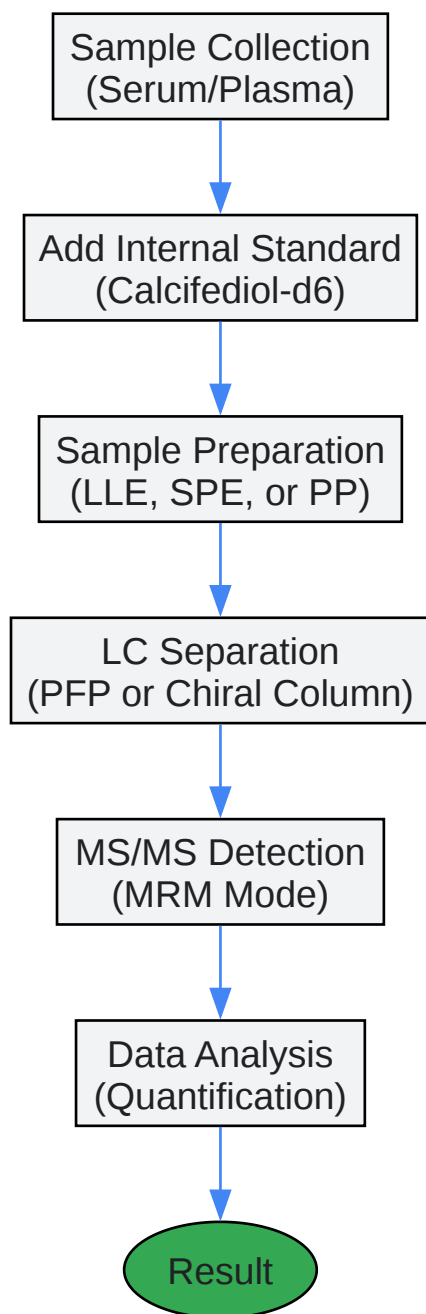 Sample Collection
(Serum/Plasma)
Add Internal Standard
(Calcifediol-d6)
Sample Preparation
(LLE, SPE, or PP)
LC Separation
(PFP or Chiral Column)
MS/MS Detection
(MRM Mode)
Data Analysis
(Quantification)
Result